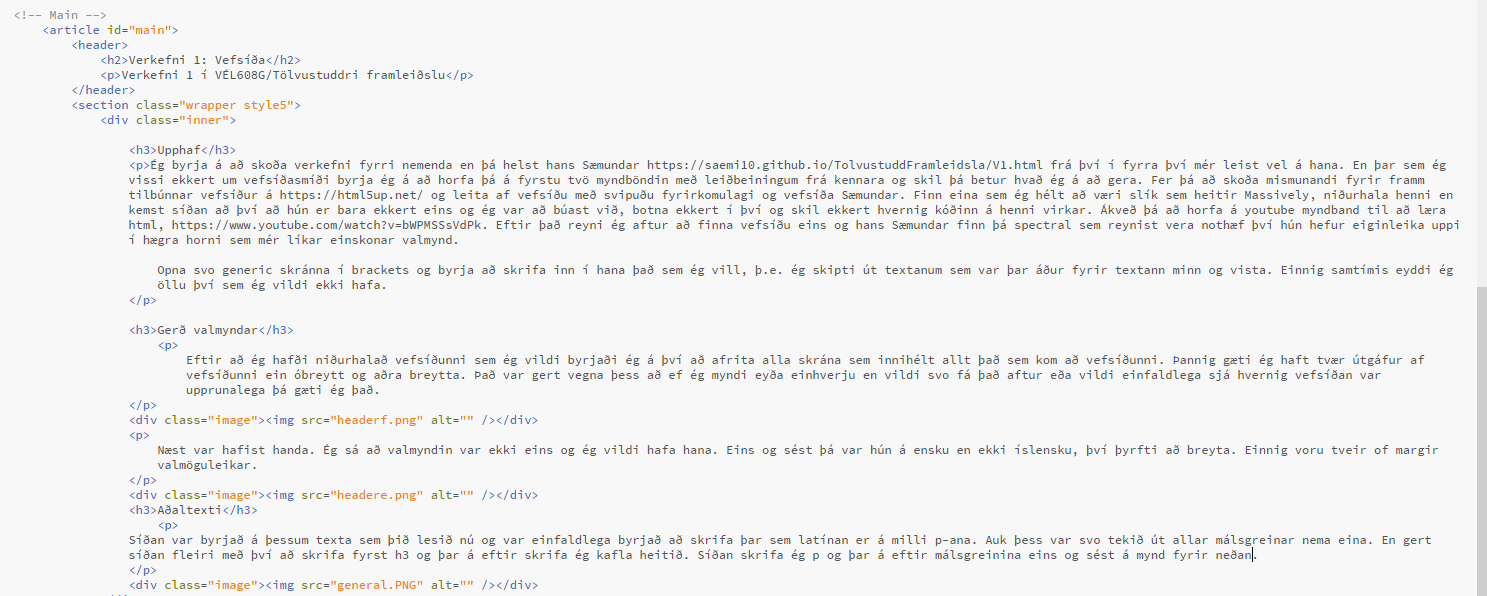 <!-- Main -->
<article id="main">
<header>
<h2>Verkefni 1: Vefsíða</h2>
<p>Verkefni 1 í VÉL608G/Tölvustuddri framleiðslu</p>
</header>
<section class="wrapper style5">
<div class="inner">
<h3>Upphaf</h3>
<p>Ég byrja á að skoða verkefni fyrri nemenda en þá helst hans Sæmundar https://saemi10.github.io/TolvustuddFramleidsla/V1.html frá því í fyrra því mér leist vel á hana. En þar sem ég
vissi ekkert um vefsíðasmíði byrja ég á að horfa þá á fyrstu tvö myndböndin með leiðbeiningum frá kennara og skil þá betur hvað ég á að gera. Fer þá að skoða mismunandi fyrir framm
tilbúnnar vefsíður á https://html5up.net/ og leita af vefsíðu með svipuðu fyrirkomulagi og vefsíða Sæmundar. Finn eina sem ég hélt að væri slík sem heitir Massively, niðurhala henni en
kemst síðan að því að hún er bara ekkert eins og ég var að búast við, botna ekkert í því og skil ekkert hvernig kóðinn á henni virkar. Ákveð þá að horfa á youtube myndband til að læra
html, https://www.youtube.com/watch?v=bWPMSSsVdPk. Eftir það reyni ég aftur að finna vefsíðu eins og hans Sæmundar finn þá spectral sem reynist vera nothæf því hún hefur eiginleika uppi
í hægra horni sem mér líkar einskonar valmynd.
Opna svo generic skránna í brackets og byrja að skrifa inn í hana það sem ég vill, þ.e. ég skipti út textanum sem var þar áður fyrir textann minn og vista. Einnig samtímis eyddi ég
öllu því sem ég vildi ekki hafa.
</p>
<h3>Gerð valmyndar</h3>
<p>
Eftir að ég hafði niðurhalað vefsíðunni sem ég vildi byrjaði ég á því að afrita alla skrána sem innihélt allt það sem kom að vefsíðunni. Þannig gæti ég haft tvær útgáfur af
vefsíðunni ein óbreytt og aðra breytta. Það var gert vegna þess að ef ég myndi eyða einhverju en vildi svo fá það aftur eða vildi einfaldlega sjá hvernig vefsíðan var
upprunalega þá gæti ég það.
</p>
<div class="image"><img src="headerf.png" alt="" /></div>
<p>
Næst var hafist handa. Ég sá að valmyndin var ekki eins og ég vildi hafa hana. Eins og sést þá var hún á ensku en ekki íslensku, því þyrfti að breyta. Einnig voru tveir of margir
valmöguleikar.
</p>
<div class="image"><img src="headere.png" alt="" /></div>
<h3>Aðaltexti</h3>
<p>
Síðan var byrjað á þessum texta sem þið lesið nú og var einfaldlega byrjað að skrifa þar sem latínan er á milli p-ana. Auk þess var svo tekið út allar málsgreinar nema eina. En gert
síðan fleiri með því að skrifa fyrst h3 og þar á eftir skrifa ég kafla heitið. Síðan skrifa ég p og þar á eftir málsgreinina eins og sést á mynd fyrir neðan.
</p>
<div class="image"><img src="general.PNG" alt="" /></div>